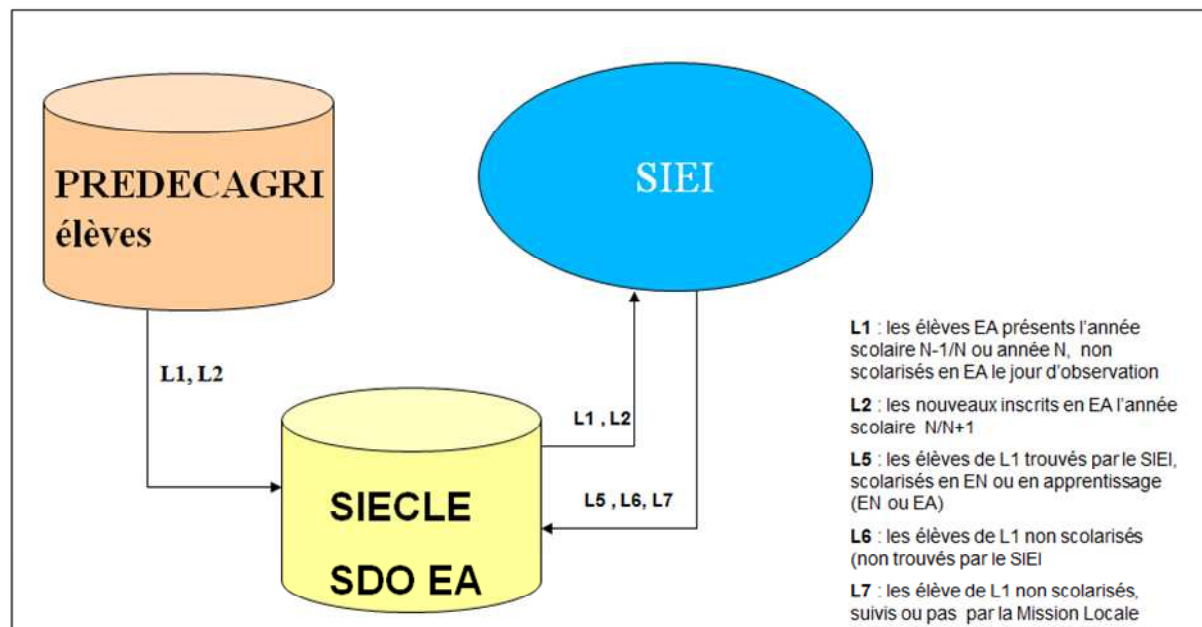 PREDECAGRI
élèves
SIEI
L1, L2
L1 , L2
L5 , L6, L7
SIECLE
SDO EA
L1 : les élèves EA présents l'année
scolaire N-1/N ou année N, non
scolarisés en EA le jour d'observation
L2 : les nouveaux inscrits en EA l'année
scolaire N/N+1
L5 : les élèves de L1 trouvés par le SIEI,
scolarisés en EN ou en apprentissage
(EN ou EA)
L6 : les élèves de L1 non scolarisés
(non trouvés par le SIEI
L7 : les élève de L1 non scolarisés,
suivis ou pas par la Mission Locale